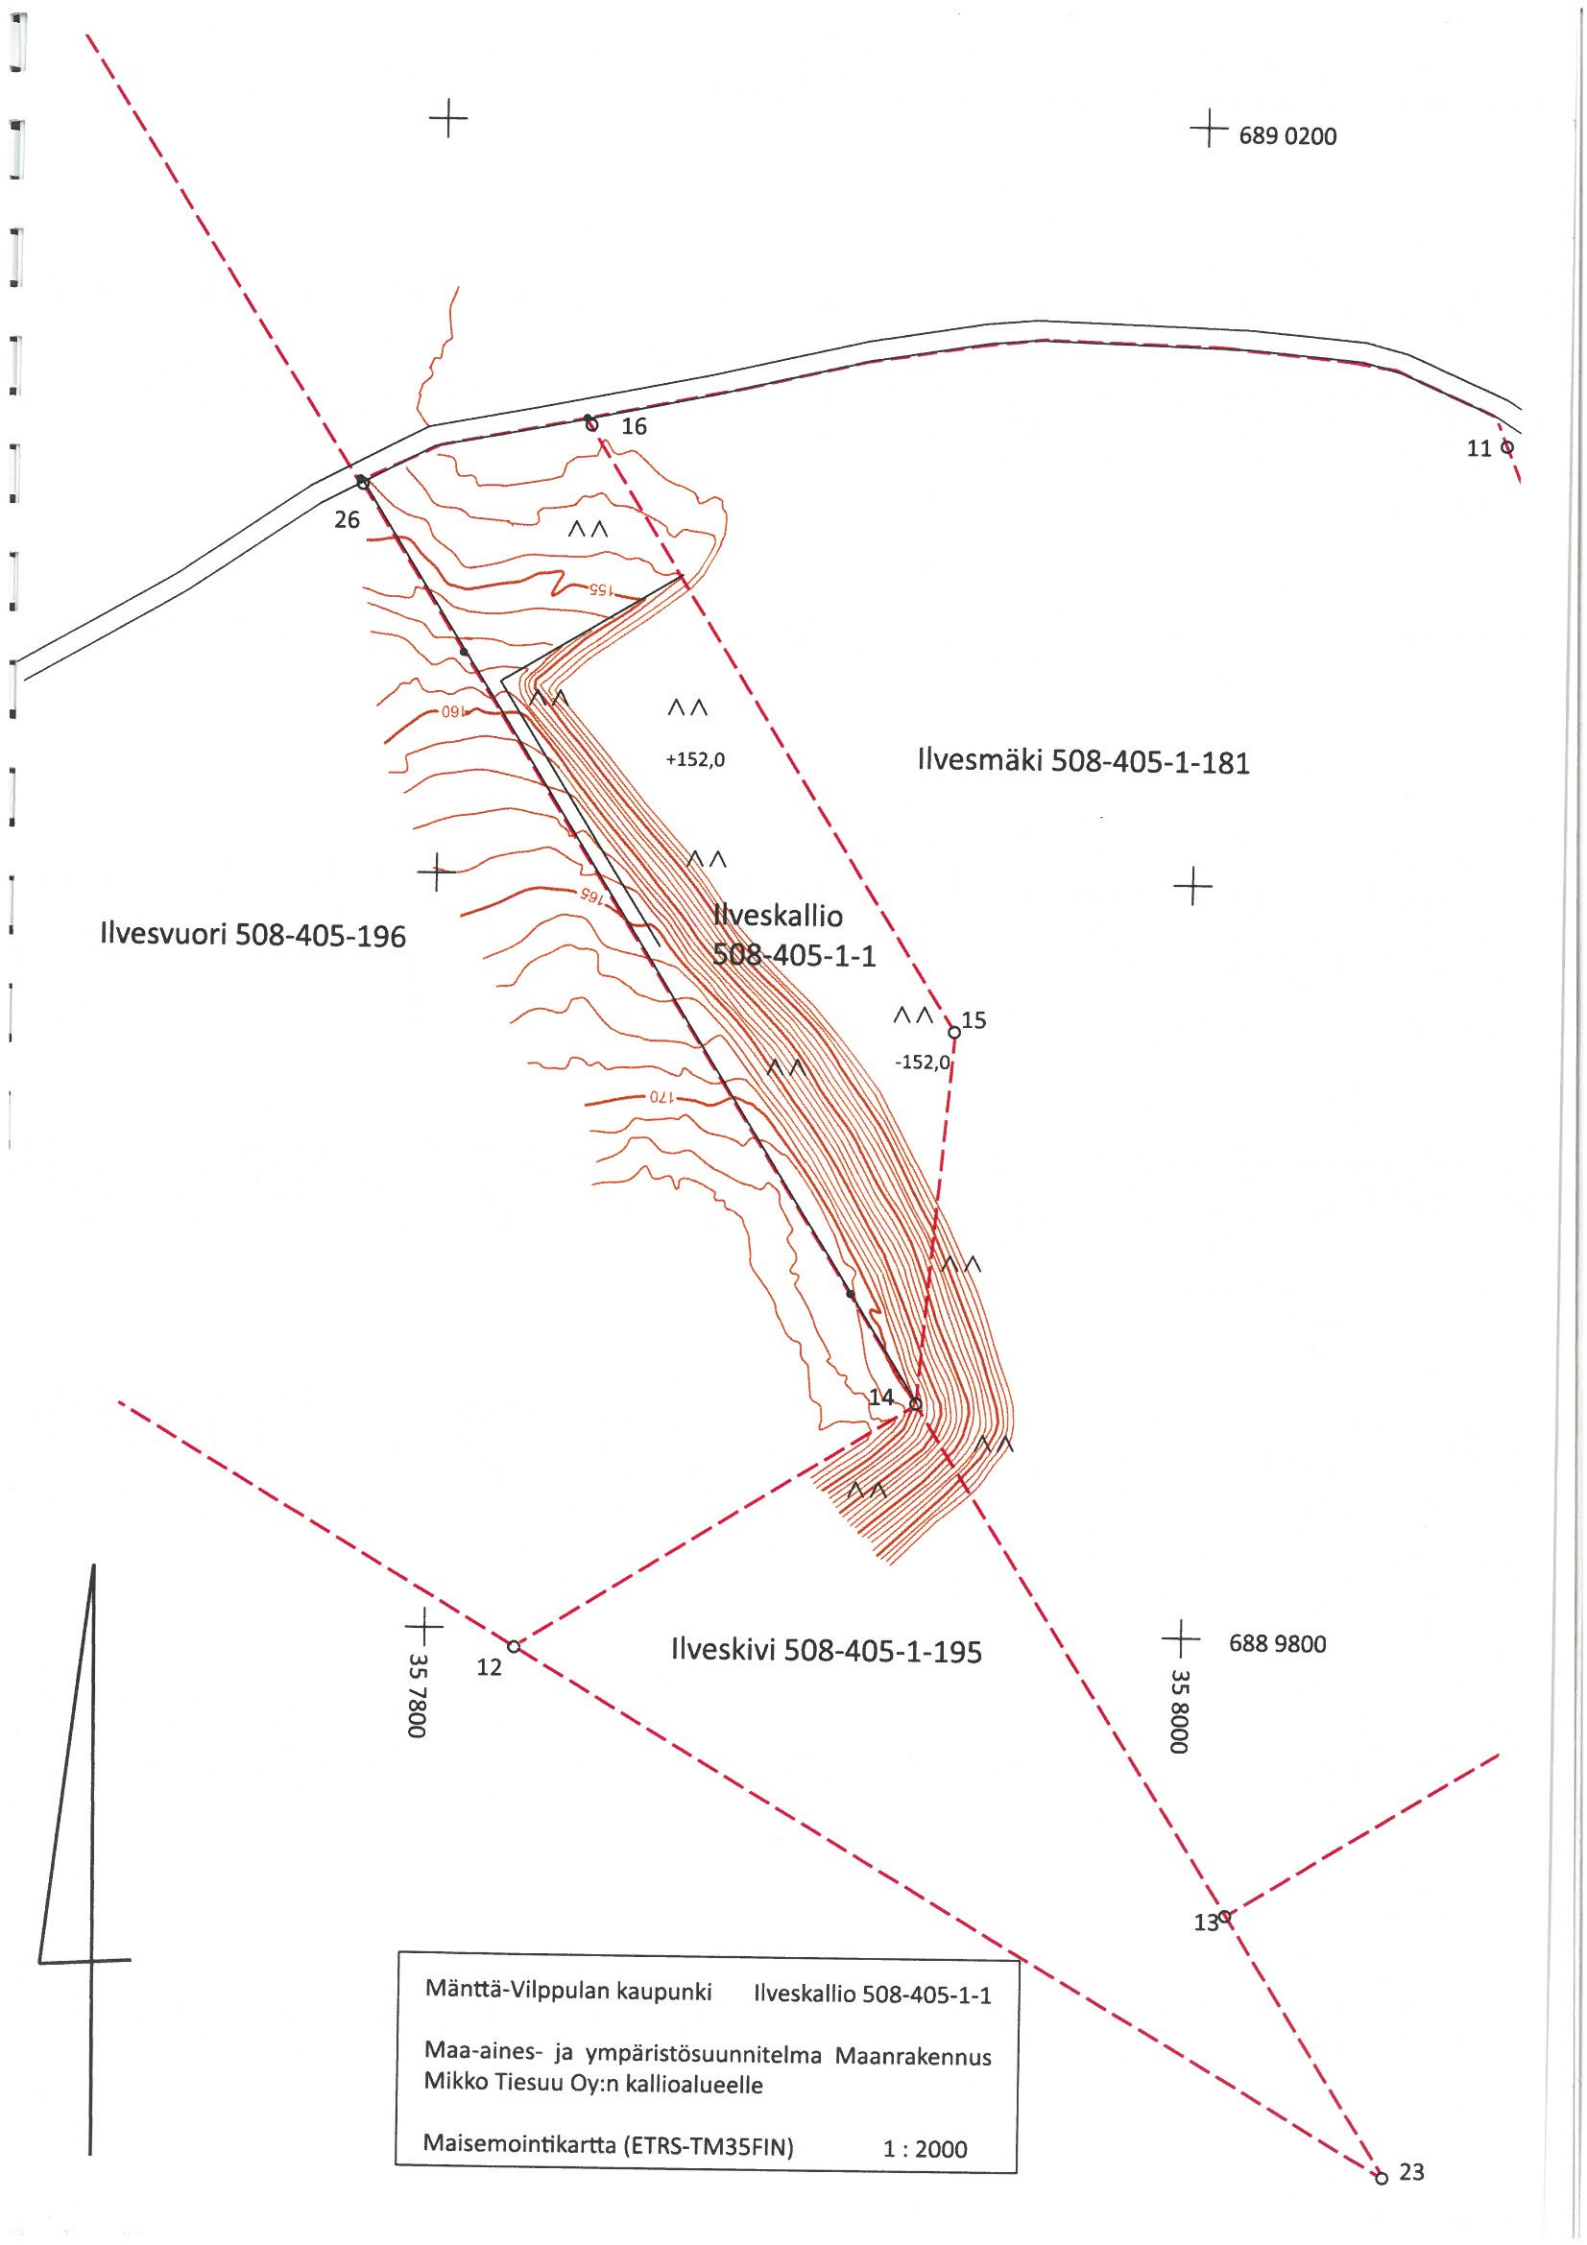 689 0200
16
11
26
155
160
+152,0
Ilvesmäki 508-405-1-181
165
Ilveskallio
508-405-1-1
Ilvesvuori 508-405-196
15
-152,0
170
14
12
Ilveskivi 508-405-1-195
688 9800
35 7800
35 8000
13
Mänttä-Vilppulan kaupunki Ilveskallio 508-405-1-1
Maa-aines- ja ympäristösuunnitelma Maanrakennus
Mikko Tiesuu Oy:n kallioalueelle
Maisemointikartta (ETRS-TM35FIN) 1 : 2000
23